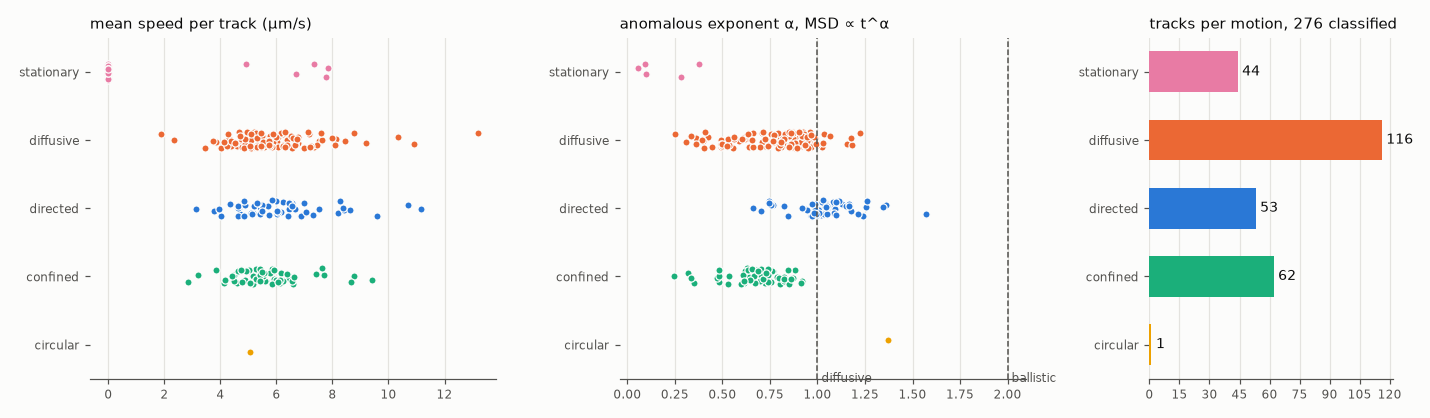 mean speed per track (µm/s)
stationary
diffusive
directed
confined
circular
0 2 4 6 8 10 12
anomalous exponent α, MSD ∝ t^α
stationary
diffusive
directed
confined
circular
diffusive
ballistic
0.00 0.25 0.50 0.75 1.00 1.25 1.50 1.75 2.00
tracks per motion, 276 classified
stationary 44
diffusive 116
directed 53
confined 62
circular 1
0 15 30 45 60 75 90 105 120